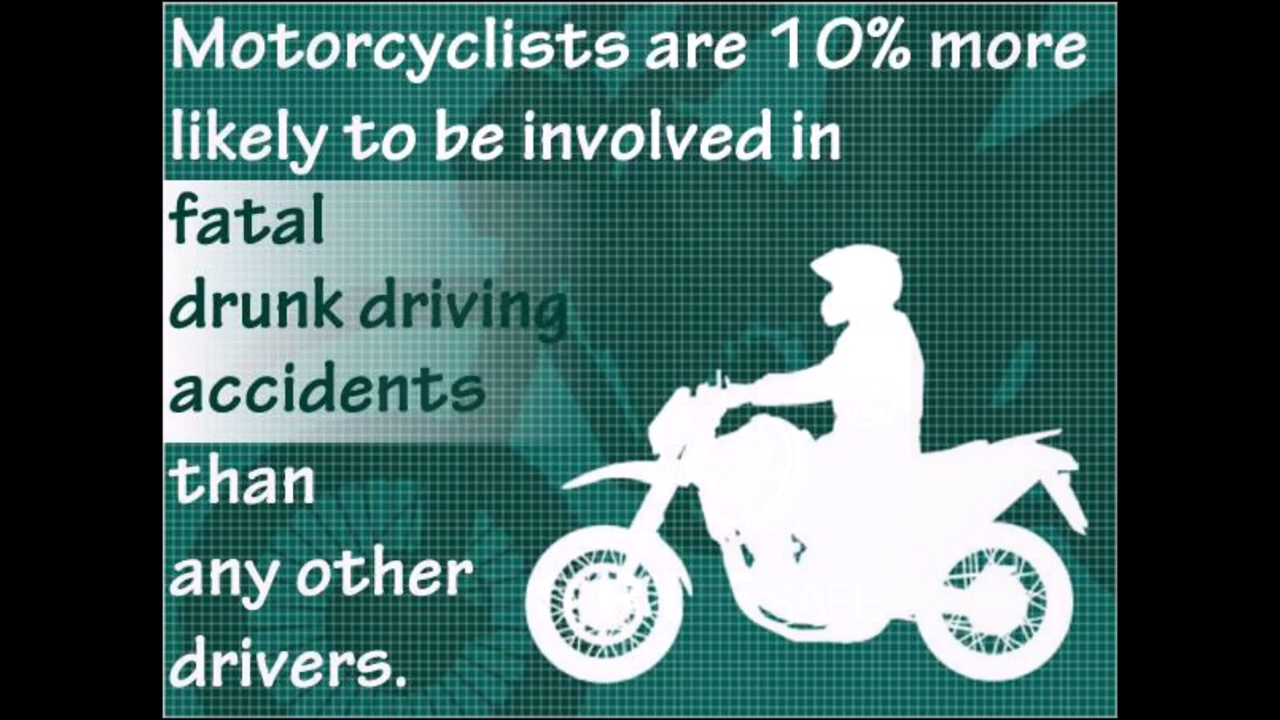 Motorcyclists are 10% more
likely to be involved in
fatal
drunk driving
accidents
than
any other
drivers.